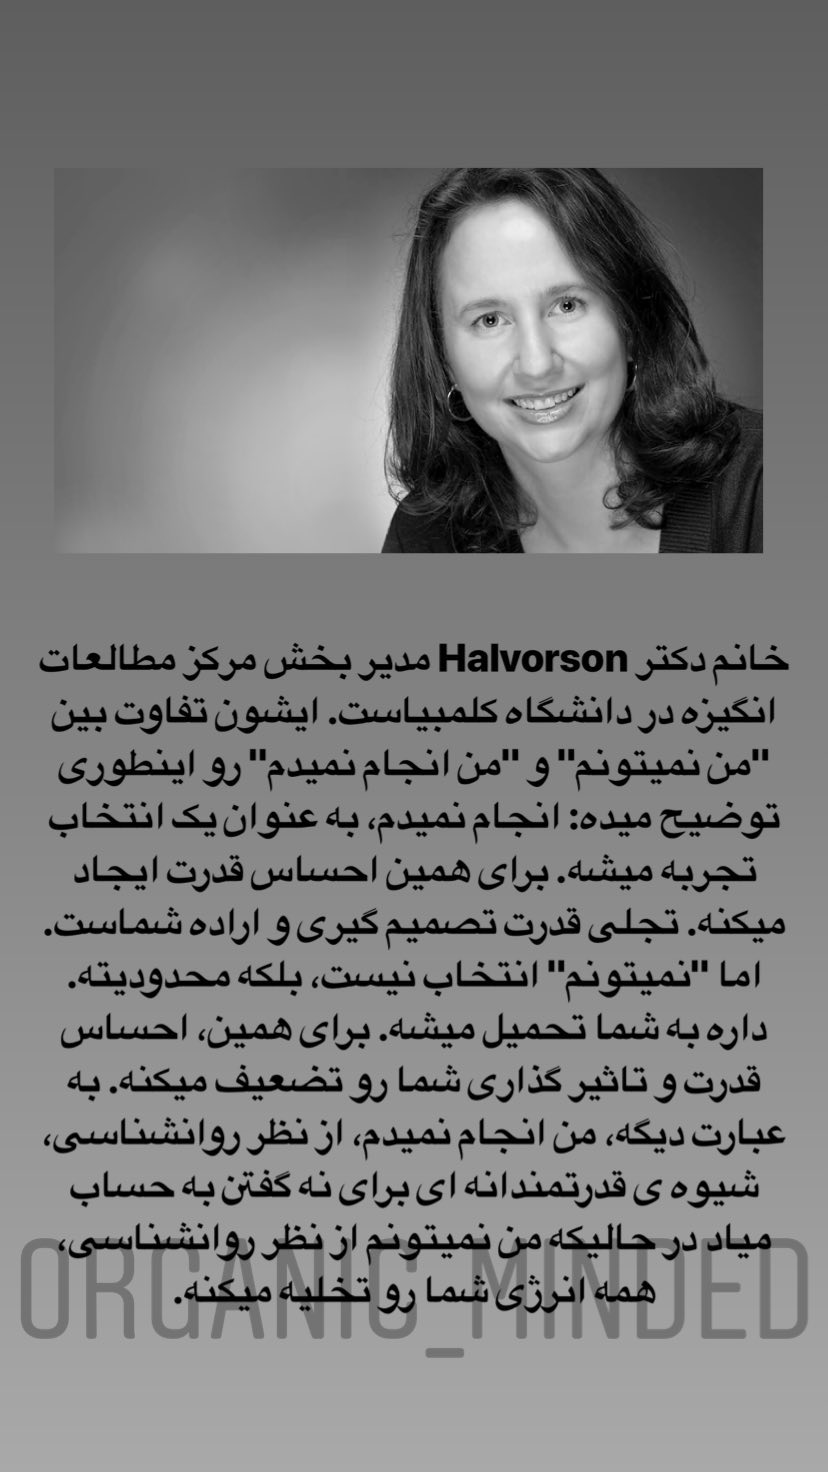 خانم دکتر Halvorson مدیر بخش مرکز مطالعات
انگیزه در دانشگاه کلمبیاست. ایشون تفاوت بین
"من نمیتونم" و "من انجام نمیدم" رو اینطوری
توضیح میده: انجام نمیدم، به عنوان یک انتخاب
تجربه میشه. برای همین احساس قدرت ایجاد
میکنه. تجلی قدرت تصمیم گیری و اراده شماست.
اما "نمیتونم" انتخاب نیست، بلکه محدودیته.
داره به شما تحمیل میشه. برای همین، احساس
قدرت و تاثیر گذاری شما رو تضعیف میکنه. به
عبارت دیگه، من انجام نمیدم، از نظر روانشناسی،
شیوه ی قدرتمندانه ای برای نه گفتن به حساب
میاد در حالیکه من نمیتونم از نظر روانشناسی،
همه انرژی شما رو تخلیه میکنه.
ORGANIC_MINDED